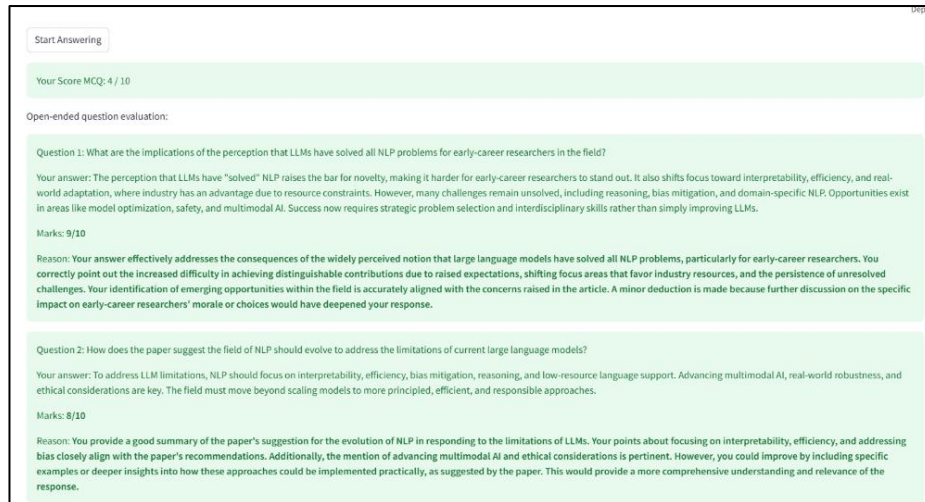 Dep
Start Answering
Your Score MCQ: 4 / 10
Open-ended question evaluation:
Question 1: What are the implications of the perception that LLMs have solved all NLP problems for early-career researchers in the field?
Your answer: The perception that LLMs have "solved" NLP raises the bar for novelty, making it harder for early-career researchers to stand out. It also shifts focus toward interpretability, efficiency, and real-
world adaptation, where industry has an advantage due to resource constraints. However, many challenges remain unsolved, including reasoning, bias mitigation, and domain-specific NLP. Opportunities exist
in areas like model optimization, safety, and multimodal AI. Success now requires strategic problem selection and interdisciplinary skills rather than simply improving LLMs.
Marks: 9/10
Reason: Your answer effectively addresses the consequences of the widely perceived notion that large language models have solved all NLP problems, particularly for early-career researchers. You
correctly point out the increased difficulty in achieving distinguishable contributions due to raised expectations, shifting focus areas that favor industry resources, and the persistence of unresolved
challenges. Your identification of emerging opportunities within the field is accurately aligned with the concerns raised in the article. A minor deduction is made because further discussion on the specific
impact on early-career researchers' morale or choices would have deepened your response.
Question 2: How does the paper suggest the field of NLP should evolve to address the limitations of current large language models?
Your answer: To address LLM limitations, NLP should focus on interpretability, efficiency, bias mitigation, reasoning, and low-resource language support. Advancing multimodal AI, real-world robustness, and
ethical considerations are key. The field must move beyond scaling models to more principled, efficient, and responsible approaches.
Marks: 8/10
Reason: You provide a good summary of the paper's suggestion for the evolution of NLP in responding to the limitations of LLMs. Your points about focusing on interpretability, efficiency, and addressing
bias closely align with the paper's recommendations. Additionally, the mention of advancing multimodal AI and ethical considerations is pertinent. However, you could improve by including specific
examples or deeper insights into how these approaches could be implemented practically, as suggested by the paper. This would provide a more comprehensive understanding and relevance of the
response.